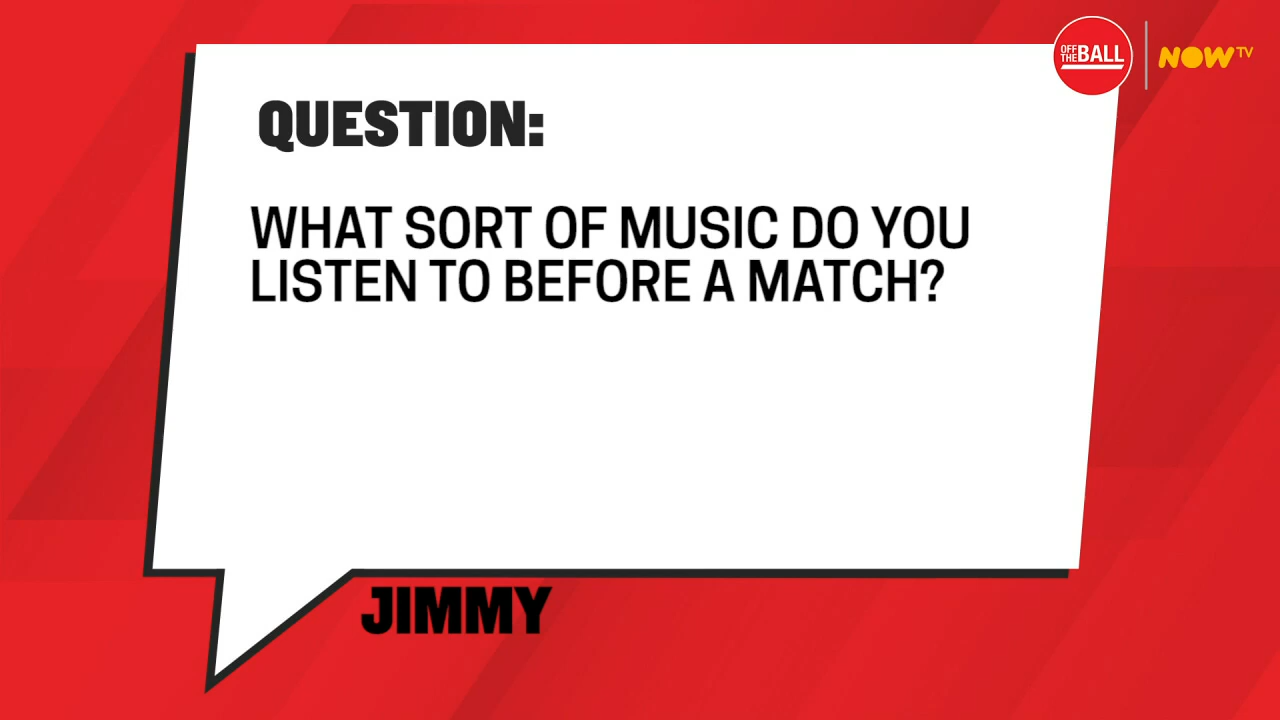 OFF THE BALL
NOW TV
QUESTION:
WHAT SORT OF MUSIC DO YOU
LISTEN TO BEFORE A MATCH?
JIMMY